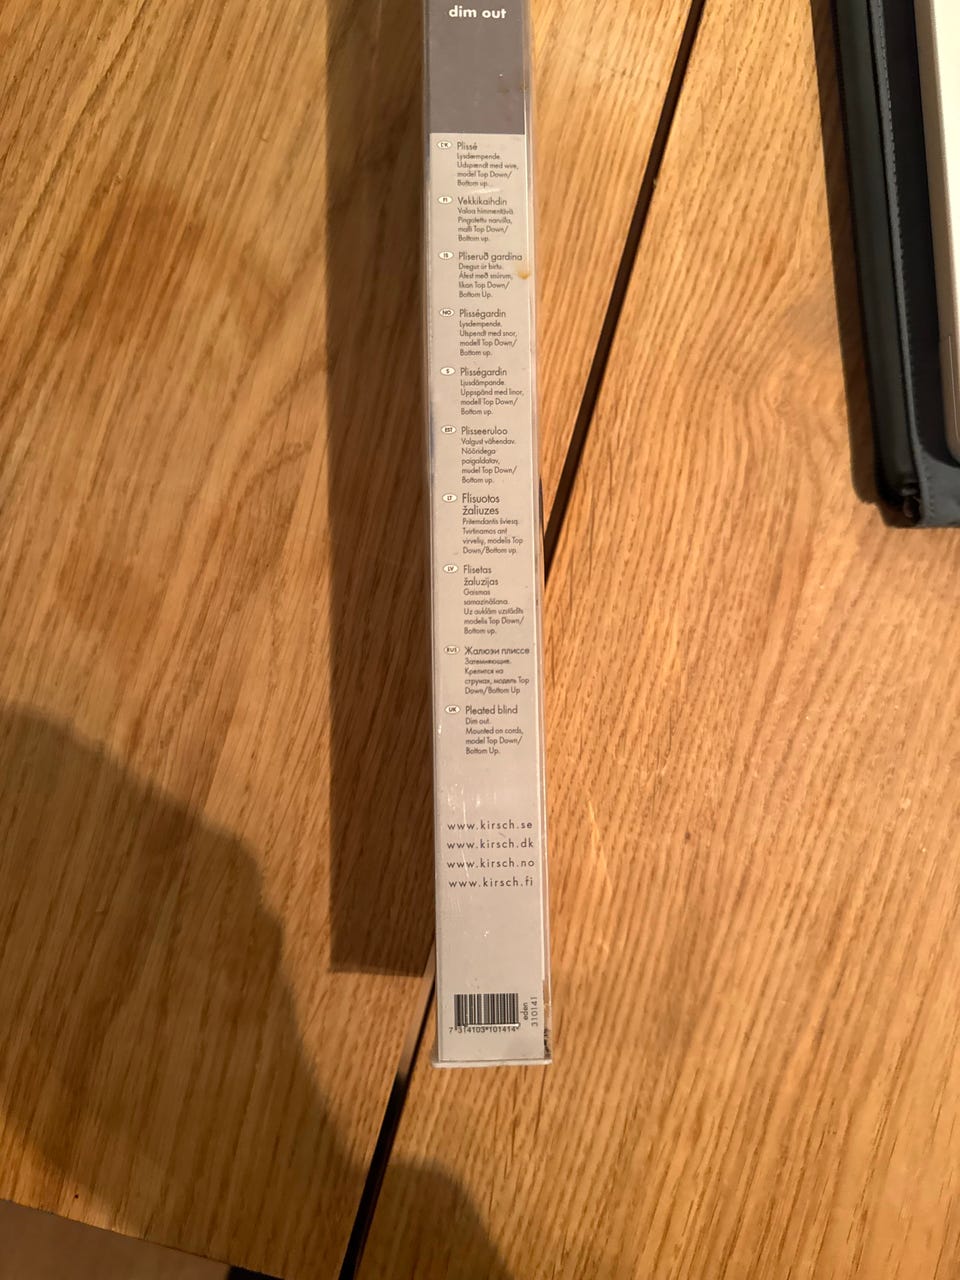 dim out
DK Plissé
Lysdæmpende.
Udspændt med wire,
model Top Down/
Bottom up.
FI Vekkikaihdin
Valoa himmentävä.
Pingotettu narvilla,
malli Top Down/
Bottom up.
IS Pliseruð gardína
Dregur úr birtu.
Áfest með snúrum,
líkan Top Down/
Bottom Up.
NO Plisségardin
Lysdempende.
Utspendt med snor,
modell Top Down/
Bottom up.
S Plisségardin
Ljusdämpande.
Uppspänd med linor,
modell Top Down/
Bottom up.
EST Plisseeruloo
Valgust vähendav.
Nööridega
paigaldatav,
mudel Top Down/
Bottom up.
LT Flisuotos
žaliuzes
Pritemdantis šviesą.
Tvirtinamos ant
virvelių, modelis Top
Down/Bottom up.
LV Flisetas
žaluzijas
Gaismas
samazināšana.
Uz auklām uzstādīts
modelis Top Down/
Bottom up.
RUS Жалюзи плиссе
Затемняющие.
Крепится на
струнах, модель Top
Down/Bottom Up
UK Pleated blind
Dim out.
Mounted on cords,
model Top Down/
Bottom Up.
www.kirsch.se
www.kirsch.dk
www.kirsch.no
www.kirsch.fi
7 314103 101414
eden
310141